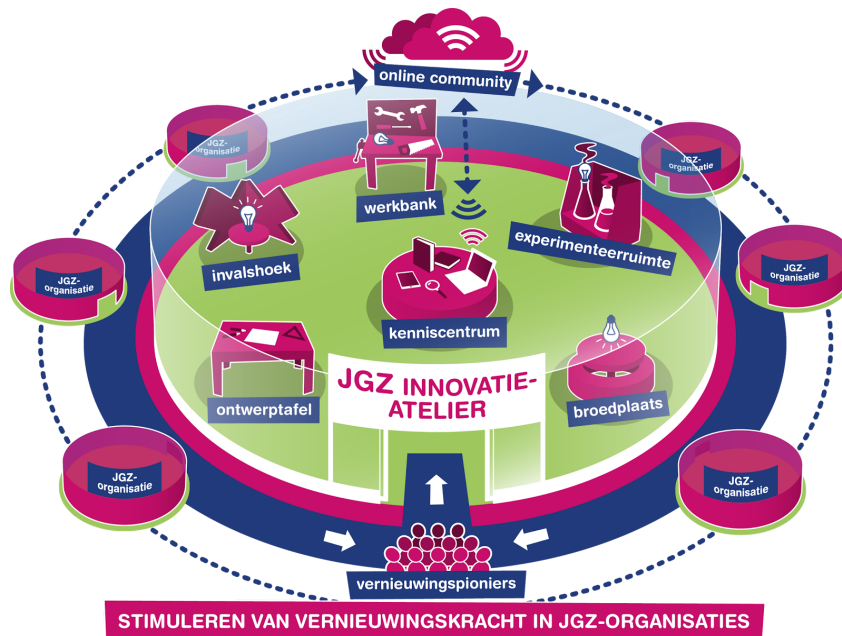 online community
JGZ-
organisatie
JGZ-
organisatie
werkbank
experimenteerruimte
invalshoek
JGZ-
organisatie
JGZ-
organisatie
kenniscentrum
JGZ INNOVATIE-
ATELIER
ontwerptafel
broedplaats
JGZ-
organisatie
JGZ-
organisatie
vernieuwingspioniers
STIMULEREN VAN VERNIEUWINGSKRACHT IN JGZ-ORGANISATIES